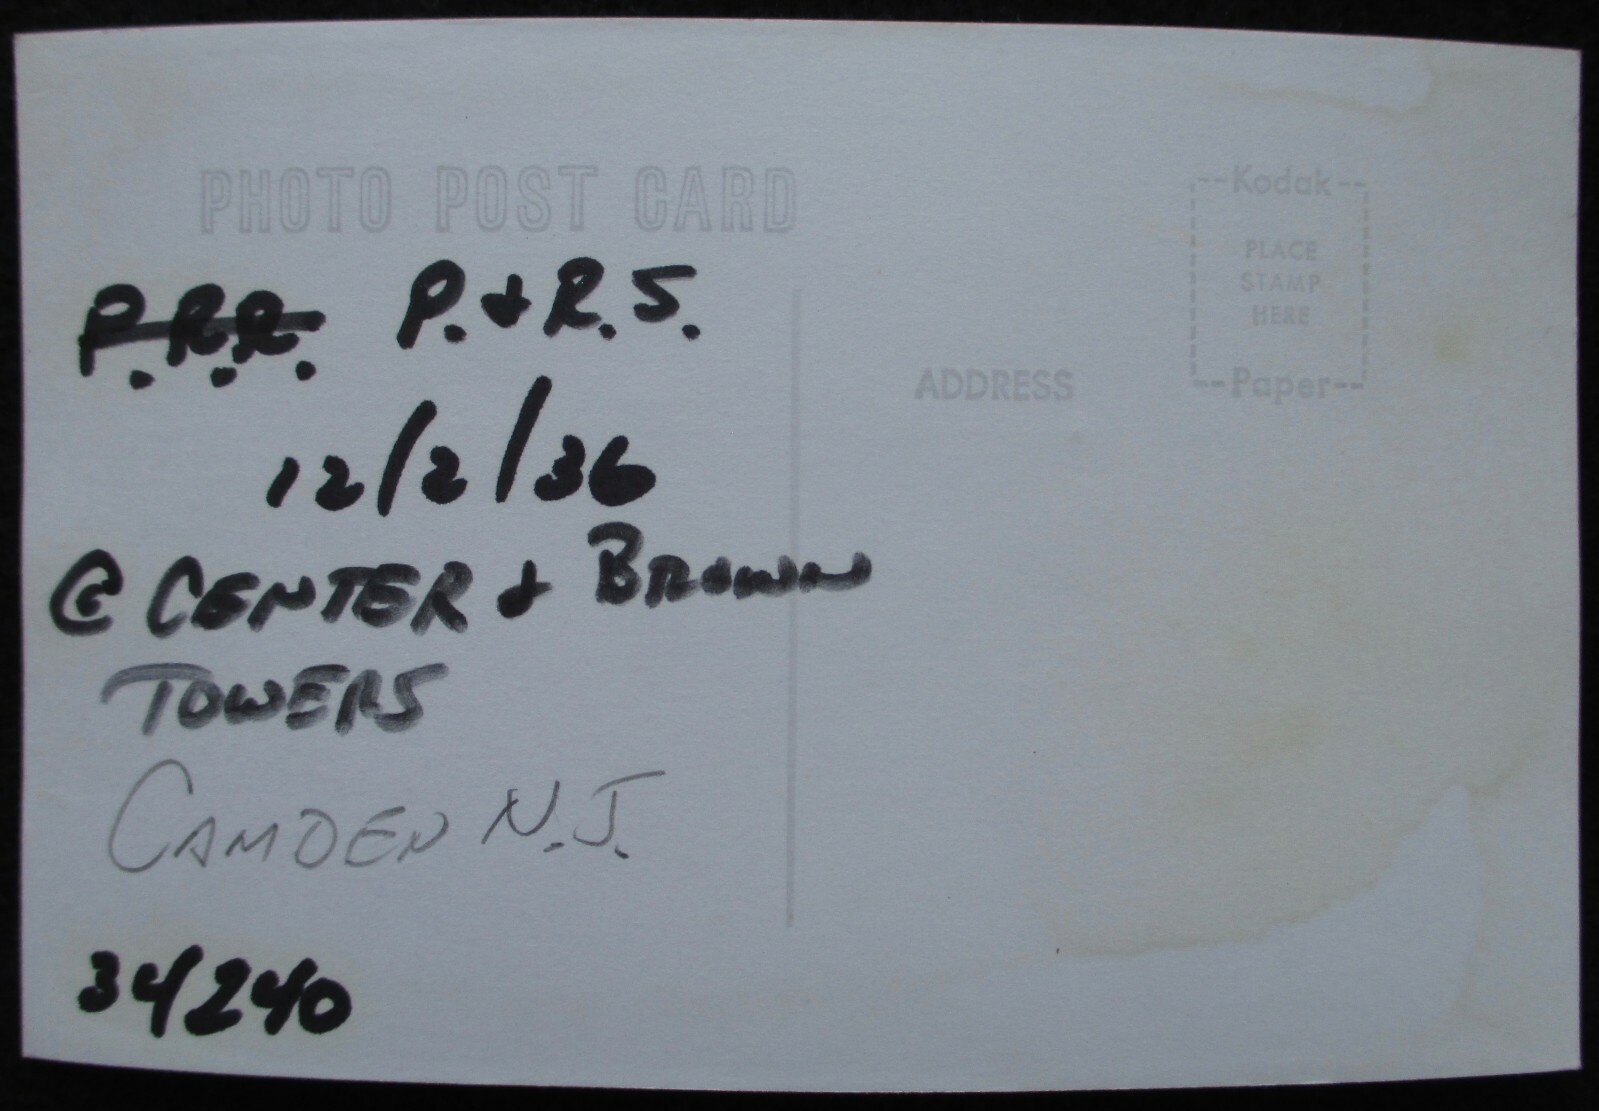 PHOTO POST CARD
--Kodak--
PLACE
STAMP
HERE
--Paper--
ADDRESS
P.R.R. P. & R. S.
12/2/36
@ CENTER & BROWN
TOWERS
CAMDEN N.J.
34240